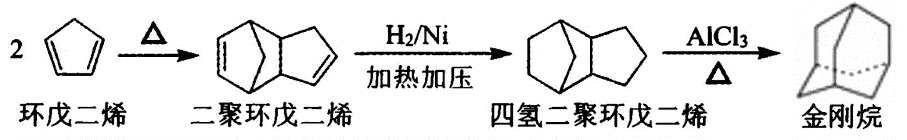 2
△
H₂/Ni
加热加压
AlCl₃
△
环戊二烯
二聚环戊二烯
四氢二聚环戊二烯
金刚烷